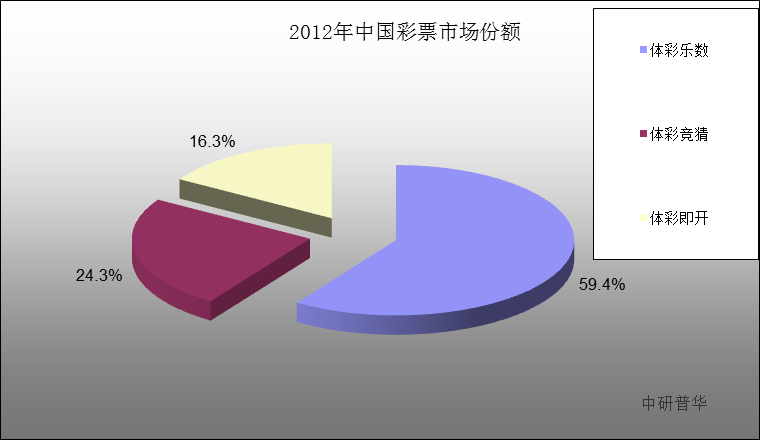 2012年中国彩票市场份额
体彩乐数
体彩竞猜
体彩即开
16.3%
24.3%
59.4%
中研普华